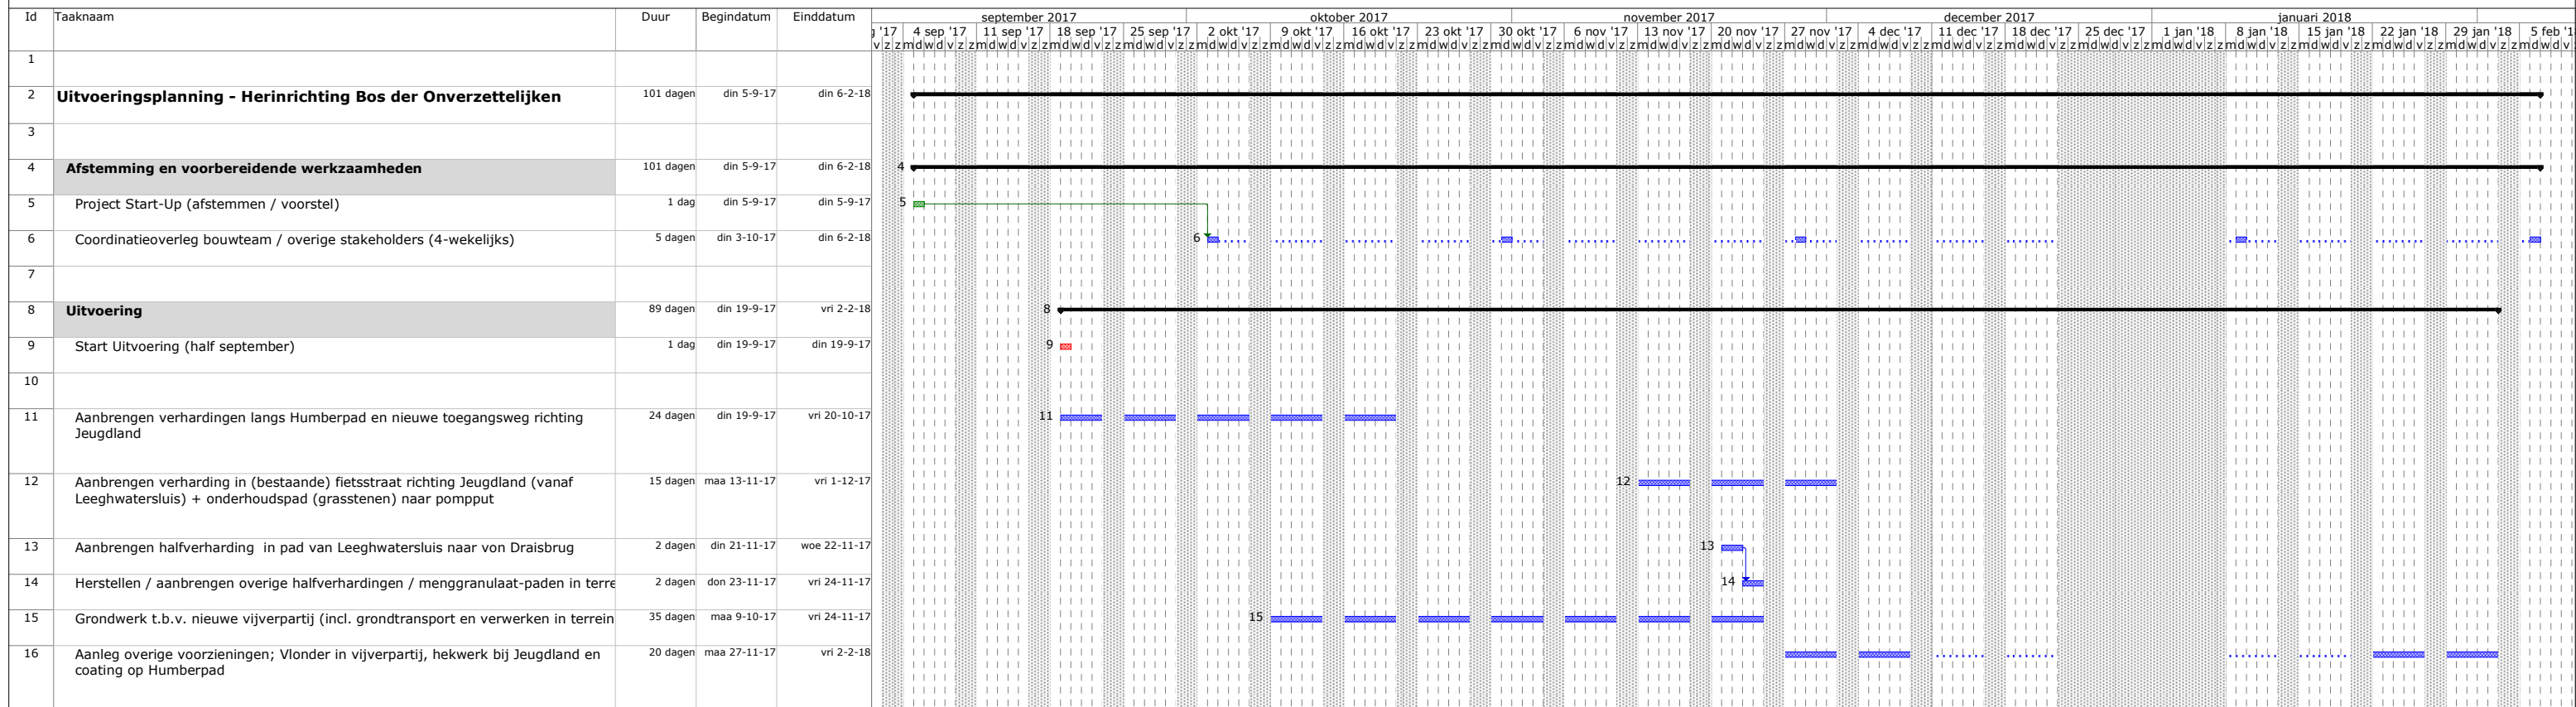 Id Taaknaam Duur Begindatum Einddatum september 2017 oktober 2017 november 2017 december 2017 januari 2018
g '17 4 sep '17 11 sep '17 18 sep '17 25 sep '17 2 okt '17 9 okt '17 16 okt '17 23 okt '17 30 okt '17 6 nov '17 13 nov '17 20 nov '17 27 nov '17 4 dec '17 11 dec '17 18 dec '17 25 dec '17 1 jan '18 8 jan '18 15 jan '18 22 jan '18 29 jan '18 5 feb '1
v z z m d w d v z z m d w d v z z m d w d v z z m d w d v z z m d w d v z z m d w d v z z m d w d v z z m d w d v z z m d w d v z z m d w d v z z m d w d v z z m d w d v z z m d w d v z z m d w d v z z m d w d v z z m d w d v z z m d w d v z z m d w d v z z m d w d v z z m d w d v z z m d w d v z z m d w d v z z m d w d v
1
2 Uitvoeringsplanning - Herinrichting Bos der Onverzettelijken 101 dagen din 5-9-17 din 6-2-18
3
4 Afstemming en voorbereidende werkzaamheden 101 dagen din 5-9-17 din 6-2-18 4
5 Project Start-Up (afstemmen / voorstel) 1 dag din 5-9-17 din 5-9-17 5
6 Coordinatieoverleg bouwteam / overige stakeholders (4-wekelijks) 5 dagen din 3-10-17 din 6-2-18 6
7
8 Uitvoering 89 dagen din 19-9-17 vri 2-2-18 8
9 Start Uitvoering (half september) 1 dag din 19-9-17 din 19-9-17 9
10
11 Aanbrengen verhardingen langs Humberpad en nieuwe toegangsweg richting 24 dagen din 19-9-17 vri 20-10-17 11
Jeugdland
12 Aanbrengen verharding in (bestaande) fietsstraat richting Jeugdland (vanaf 15 dagen maa 13-11-17 vri 1-12-17 12
Leeghwatersluis) + onderhoudspad (grasstenen) naar pompput
13 Aanbrengen halfverharding in pad van Leeghwatersluis naar von Draisbrug 2 dagen din 21-11-17 woe 22-11-17 13
14 Herstellen / aanbrengen overige halfverhardingen / menggranulaat-paden in terre 2 dagen don 23-11-17 vri 24-11-17 14
15 Grondwerk t.b.v. nieuwe vijverpartij (incl. grondtransport en verwerken in terrein 35 dagen maa 9-10-17 vri 24-11-17 15
16 Aanleg overige voorzieningen; Vlonder in vijverpartij, hekwerk bij Jeugdland en 20 dagen maa 27-11-17 vri 2-2-18
coating op Humberpad